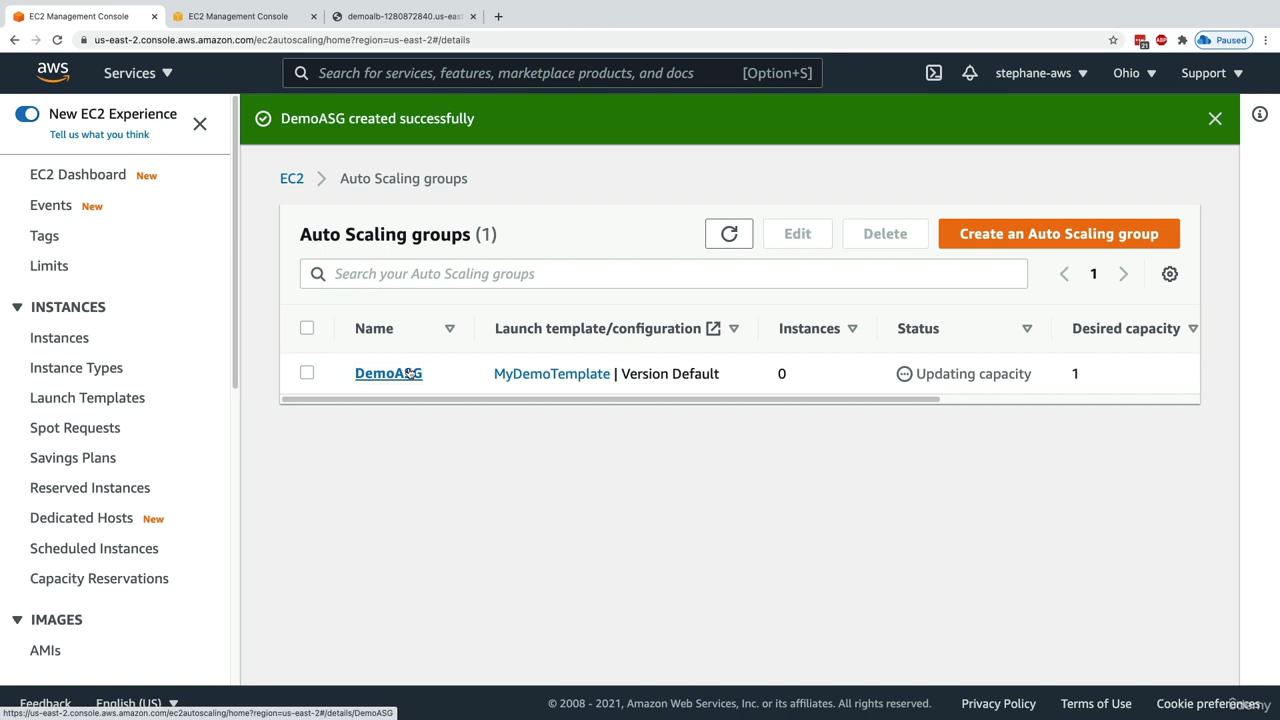 EC2 Management Console
EC2 Management Console
demoalb-1280872840.us-east
us-east-2.console.aws.amazon.com/ec2autoscaling/home?region=us-east-2#/details
21
ABP
Paused
aws
Services
Search for services, features, marketplace products, and docs
[Option+S]
stephane-aws
Ohio
Support
New EC2 Experience
Tell us what you think
DemoASG created successfully
EC2 Dashboard New
Events New
Tags
Limits
INSTANCES
Instances
Instance Types
Launch Templates
Spot Requests
Savings Plans
Reserved Instances
Dedicated Hosts New
Scheduled Instances
Capacity Reservations
IMAGES
AMIs
EC2 > Auto Scaling groups
Auto Scaling groups (1)
Edit
Delete
Create an Auto Scaling group
Search your Auto Scaling groups
1
Name
Launch template/configuration
Instances
Status
Desired capacity
DemoASG
MyDemoTemplate | Version Default
0
Updating capacity
1
Feedback
English (US)
© 2008 - 2021, Amazon Web Services, Inc. or its affiliates. All rights reserved.
Privacy Policy
Terms of Use
Cookie preferences
Udemy
https://us-east-2.console.aws.amazon.com/ec2autoscaling/home?region=us-east-2#/details/DemoASG